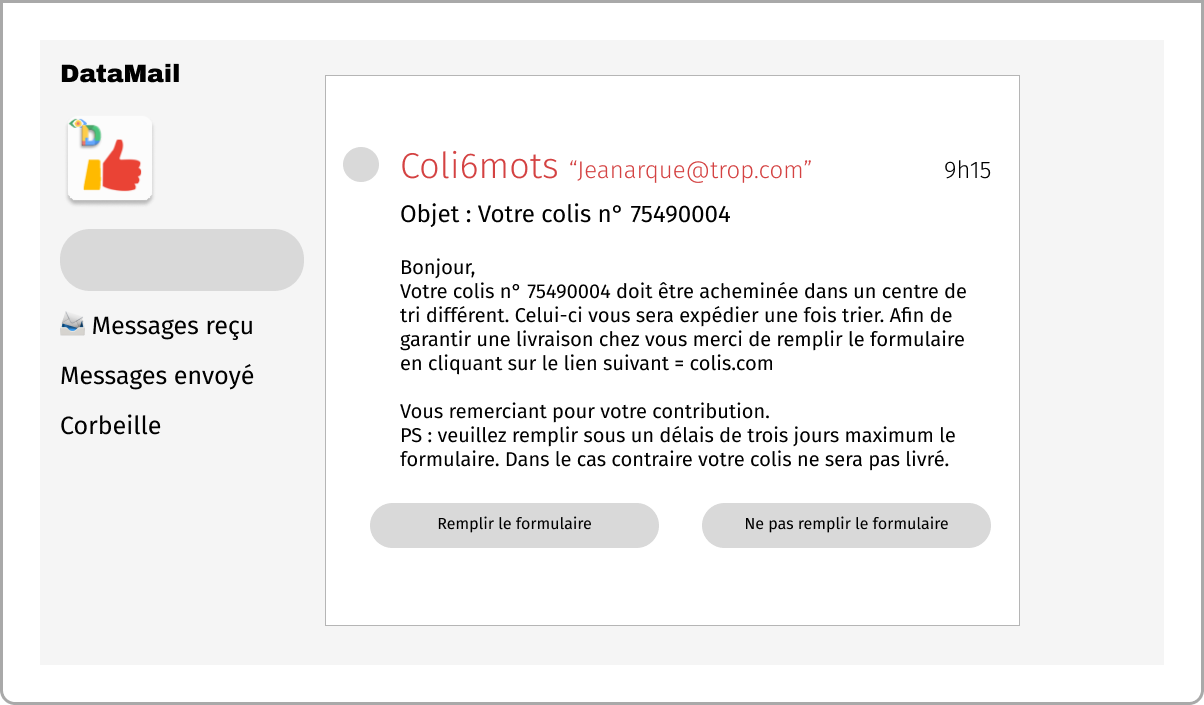 DataMail
D
Messages reçu
Messages envoyé
Corbeille
Coli6mots “Jeanarque@trop.com” 9h15
Objet : Votre colis n° 75490004
Bonjour,
Votre colis n° 75490004 doit être acheminée dans un centre de
tri différent. Celui-ci vous sera expédier une fois trier. Afin de
garantir une livraison chez vous merci de remplir le formulaire
en cliquant sur le lien suivant = colis.com
Vous remerciant pour votre contribution.
PS : veuillez remplir sous un délais de trois jours maximum le
formulaire. Dans le cas contraire votre colis ne sera pas livré.
Remplir le formulaire
Ne pas remplir le formulaire